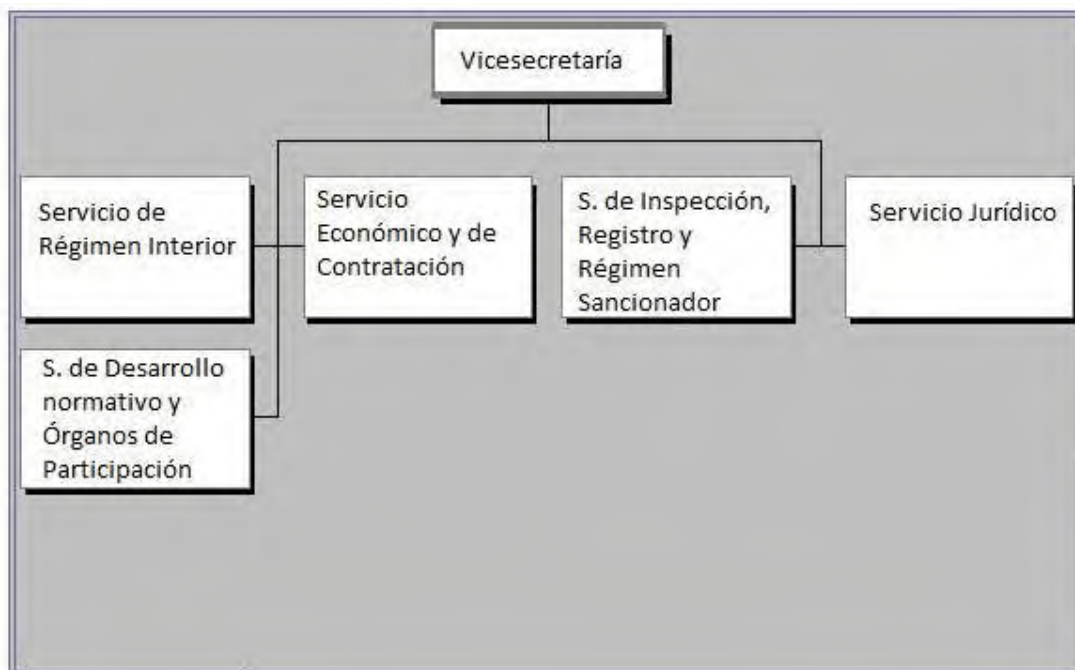 Vicesecretaría
Servicio de
Régimen Interior
Servicio
Económico y de
Contratación
S. de Inspección,
Registro y
Régimen
Sancionador
Servicio Jurídico
S. de Desarrollo
normativo y
Órganos de
Participación